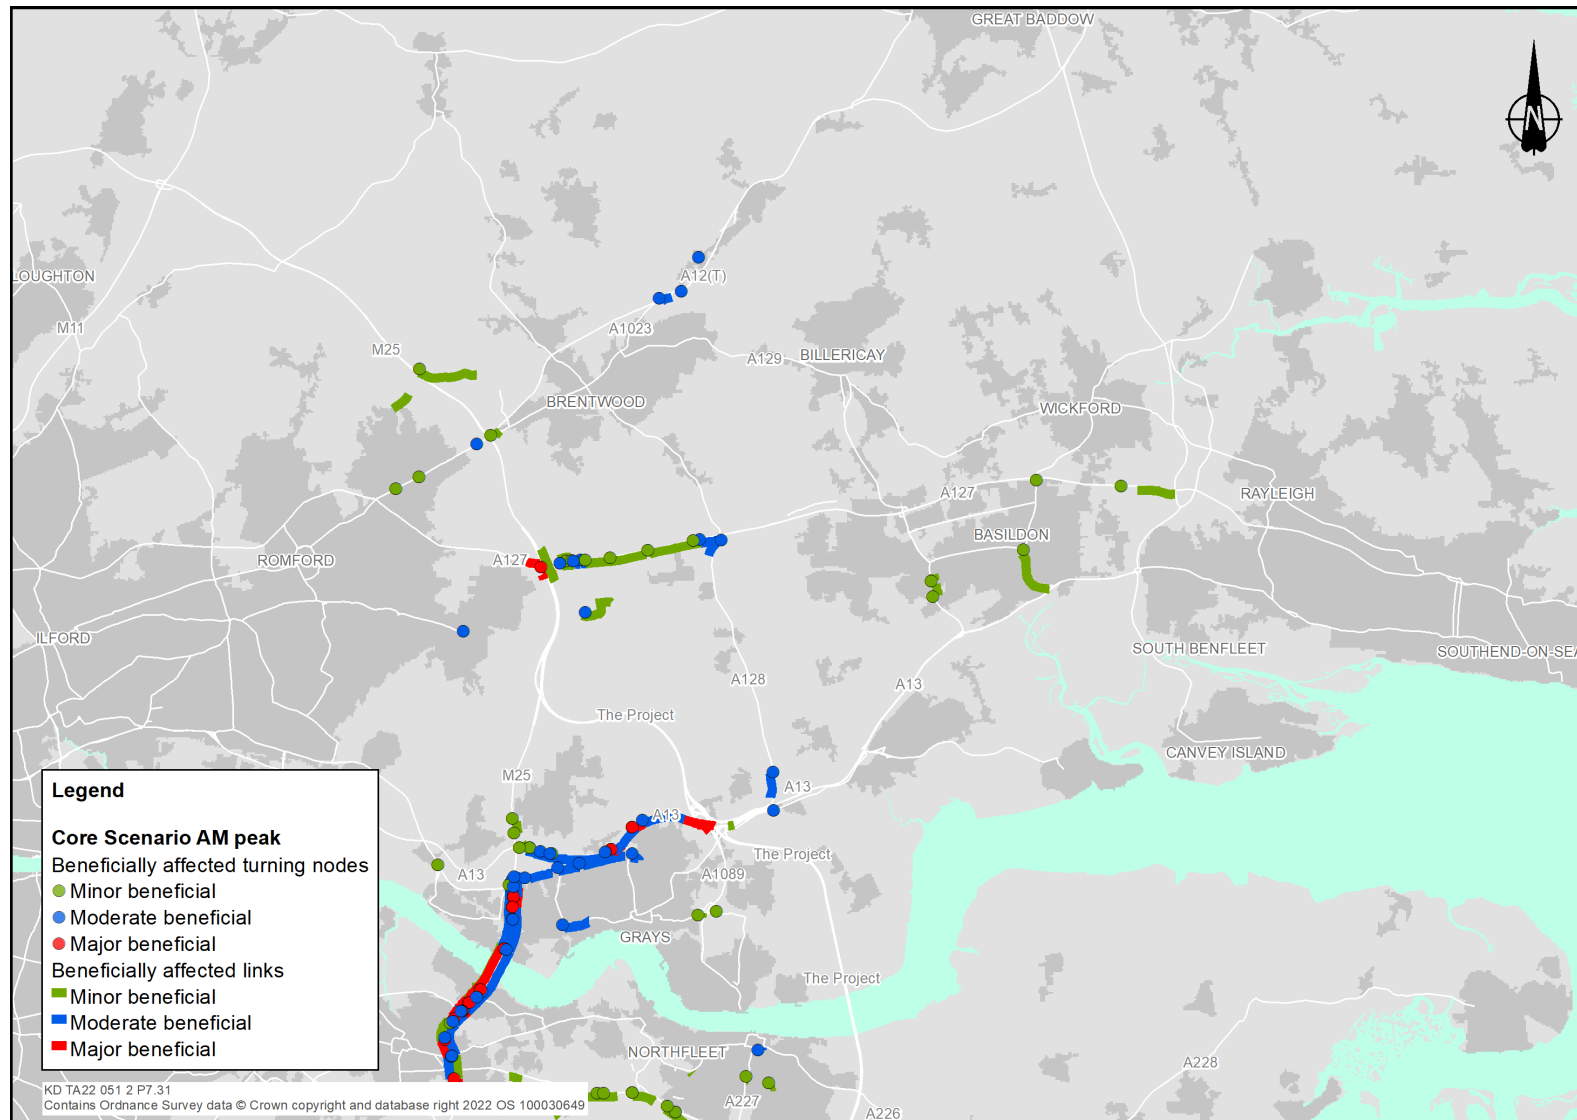 GREAT BADDOW
N
A12(T)
LOUGHTON
M11
A1023
M25
A129
BILLERICAY
BRENTWOOD
WICKFORD
A127
RAYLEIGH
BASILDON
A127
ROMFORD
ILFORD
SOUTH BENFLEET
SOUTHEND-ON-SEA
A128
A13
The Project
CANVEY ISLAND
M25
A13
A13
The Project
A13
A1089
GRAYS
The Project
NORTHFLEET
A228
A227
A226
Legend
Core Scenario AM peak
Beneficially affected turning nodes
Minor beneficial
Moderate beneficial
Major beneficial
Beneficially affected links
Minor beneficial
Moderate beneficial
Major beneficial
KD TA22 051 2 P7.31
Contains Ordnance Survey data © Crown copyright and database right 2022 OS 100030649